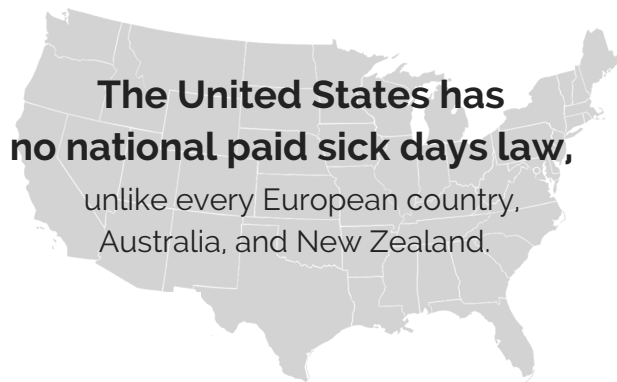 The United States has
no national paid sick days law,
unlike every European country,
Australia, and New Zealand.